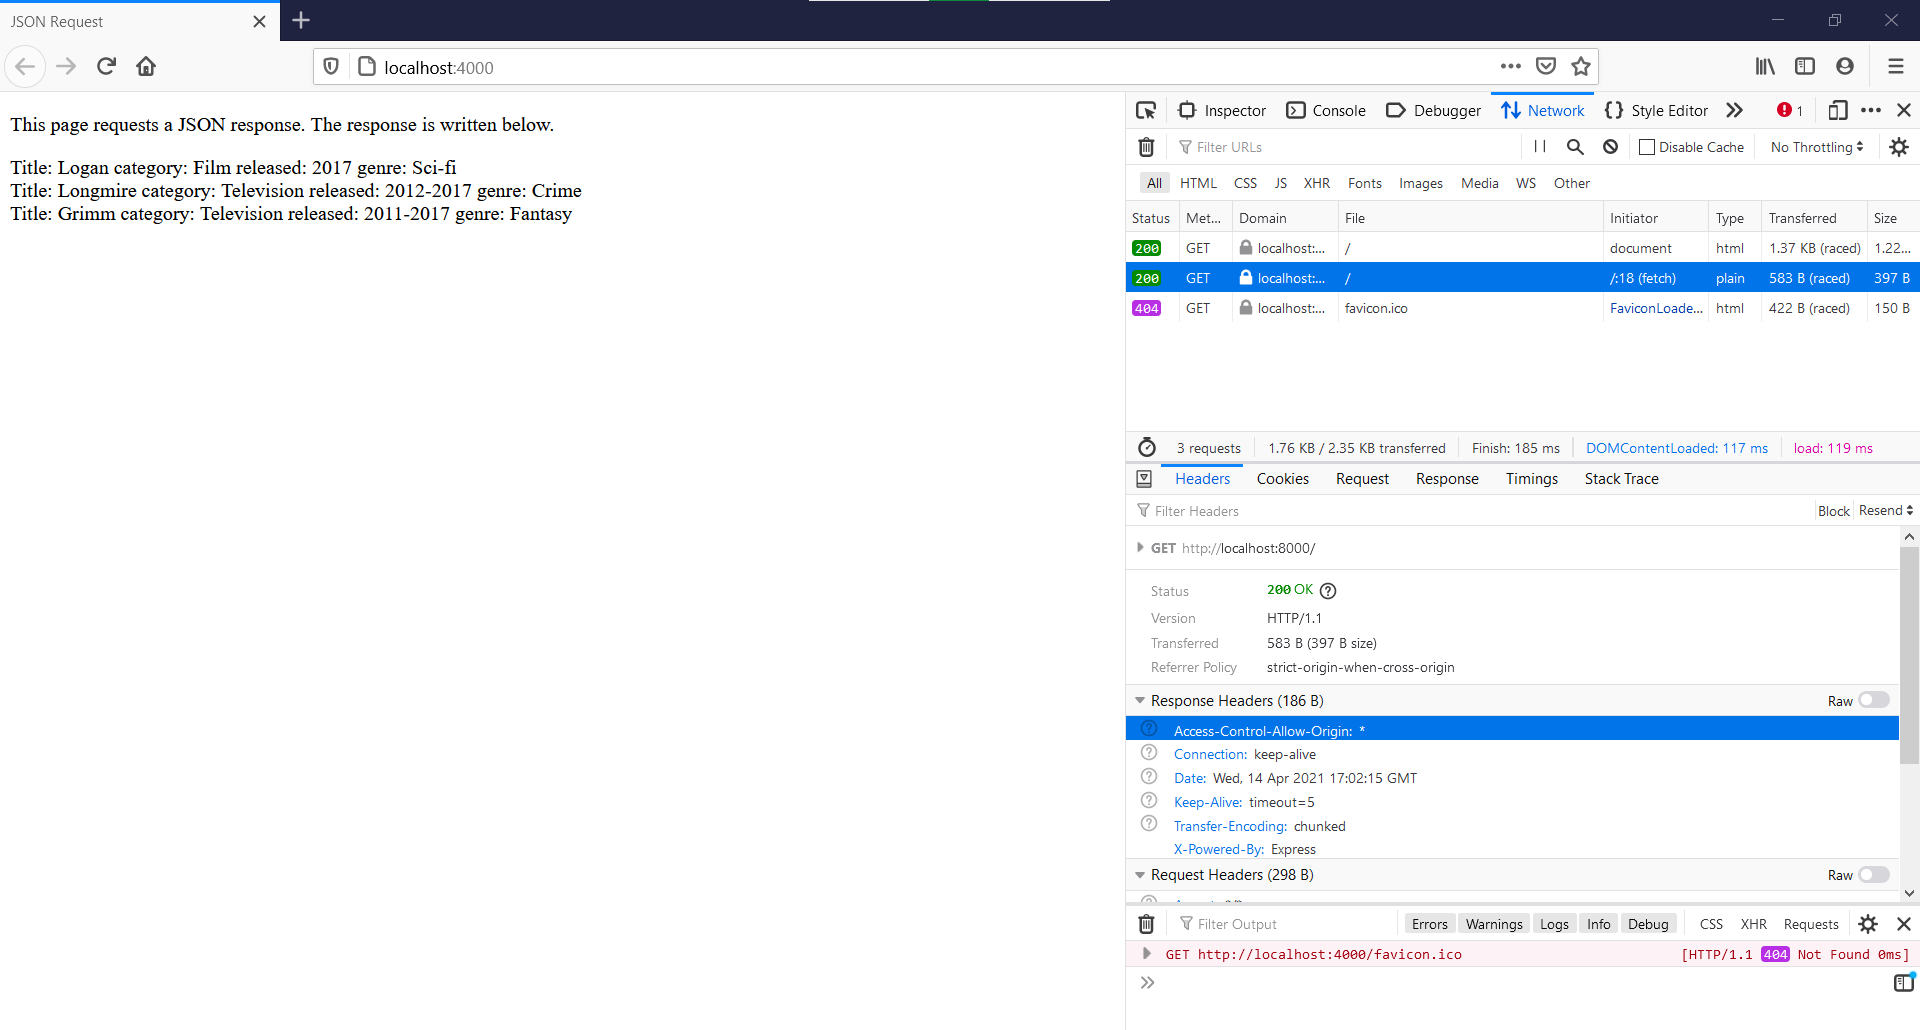 JSON Request
localhost:4000
This page requests a JSON response. The response is written below.
Title: Logan category: Film released: 2017 genre: Sci-fi
Title: Longmire category: Television released: 2012-2017 genre: Crime
Title: Grimm category: Television released: 2011-2017 genre: Fantasy
Inspector Console Debugger Network Style Editor 1
Filter URLs Disable Cache No Throttling
All HTML CSS JS XHR Fonts Images Media WS Other
Status Met... Domain File Initiator Type Transferred Size
200 GET localhost:... / document html 1.37 KB (raced) 1.22...
200 GET localhost:... / /:18 (fetch) plain 583 B (raced) 397 B
404 GET localhost:... favicon.ico FaviconLoade... html 422 B (raced) 150 B
3 requests 1.76 KB / 2.35 KB transferred Finish: 185 ms DOMContentLoaded: 117 ms load: 119 ms
Headers Cookies Request Response Timings Stack Trace
Filter Headers Block Resend
GET http://localhost:8000/
Status 200 OK
Version HTTP/1.1
Transferred 583 B (397 B size)
Referrer Policy strict-origin-when-cross-origin
Response Headers (186 B) Raw
Access-Control-Allow-Origin: *
Connection: keep-alive
Date: Wed, 14 Apr 2021 17:02:15 GMT
Keep-Alive: timeout=5
Transfer-Encoding: chunked
X-Powered-By: Express
Request Headers (298 B) Raw
Filter Output Errors Warnings Logs Info Debug CSS XHR Requests
GET http://localhost:4000/favicon.ico [HTTP/1.1 404 Not Found 0ms]